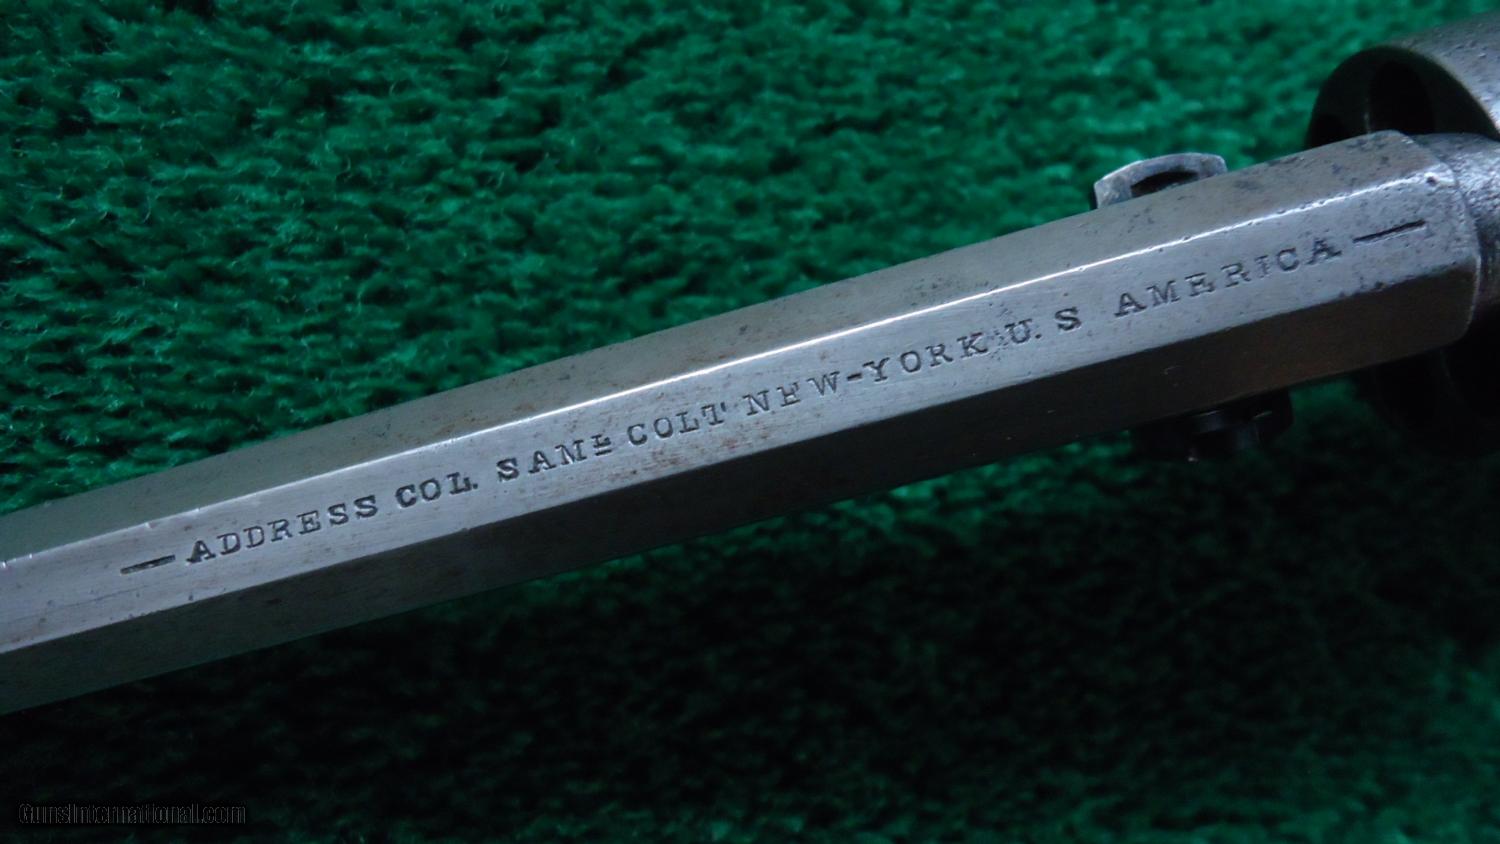 — ADDRESS COL. SAML COLT NEW-YORK U. S AMERICA —
GunsInternational.com